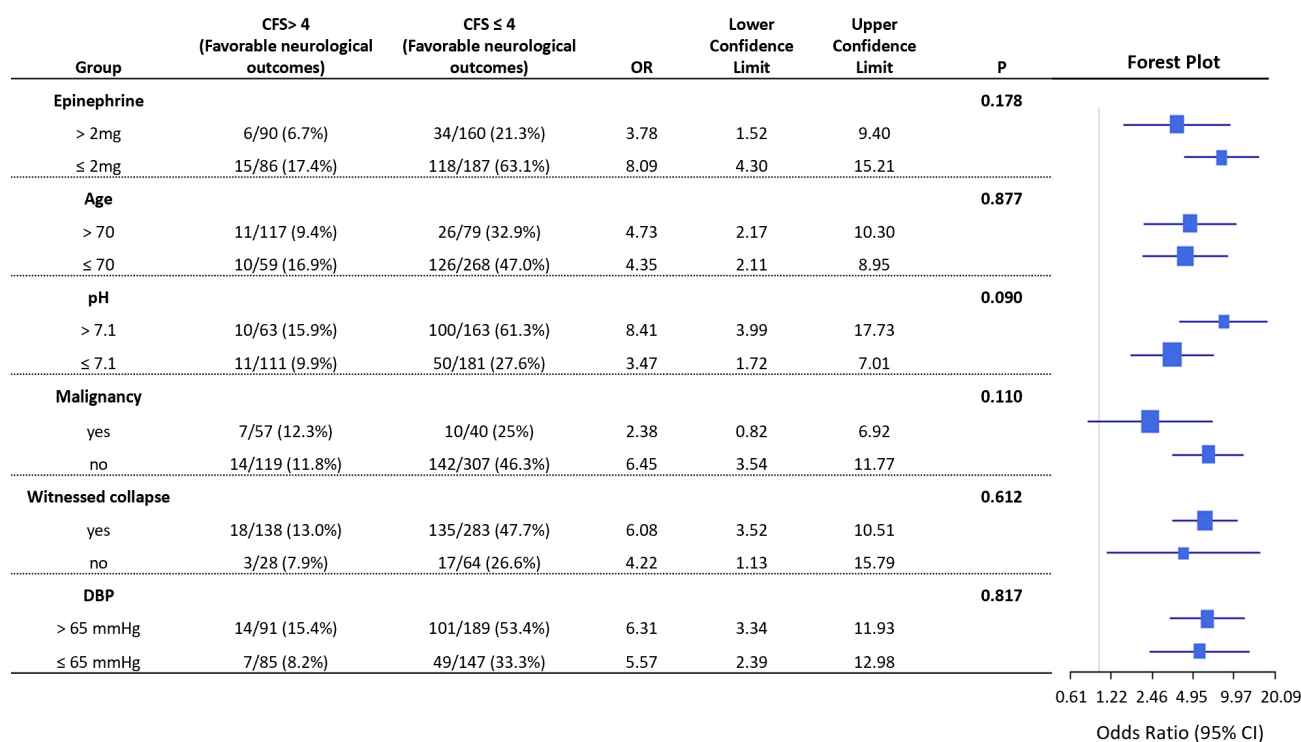 CFS> 4 CFS ≤ 4 Lower Upper
(Favorable neurological (Favorable neurological Confidence Confidence
Group outcomes) outcomes) OR Limit Limit P Forest Plot
Epinephrine 0.178
> 2mg 6/90 (6.7%) 34/160 (21.3%) 3.78 1.52 9.40
≤ 2mg 15/86 (17.4%) 118/187 (63.1%) 8.09 4.30 15.21
Age 0.877
> 70 11/117 (9.4%) 26/79 (32.9%) 4.73 2.17 10.30
≤ 70 10/59 (16.9%) 126/268 (47.0%) 4.35 2.11 8.95
pH 0.090
> 7.1 10/63 (15.9%) 100/163 (61.3%) 8.41 3.99 17.73
≤ 7.1 11/111 (9.9%) 50/181 (27.6%) 3.47 1.72 7.01
Malignancy 0.110
yes 7/57 (12.3%) 10/40 (25%) 2.38 0.82 6.92
no 14/119 (11.8%) 142/307 (46.3%) 6.45 3.54 11.77
Witnessed collapse 0.612
yes 18/138 (13.0%) 135/283 (47.7%) 6.08 3.52 10.51
no 3/28 (7.9%) 17/64 (26.6%) 4.22 1.13 15.79
DBP 0.817
> 65 mmHg 14/91 (15.4%) 101/189 (53.4%) 6.31 3.34 11.93
≤ 65 mmHg 7/85 (8.2%) 49/147 (33.3%) 5.57 2.39 12.98
0.61 1.22 2.46 4.95 9.97 20.09
Odds Ratio (95% CI)